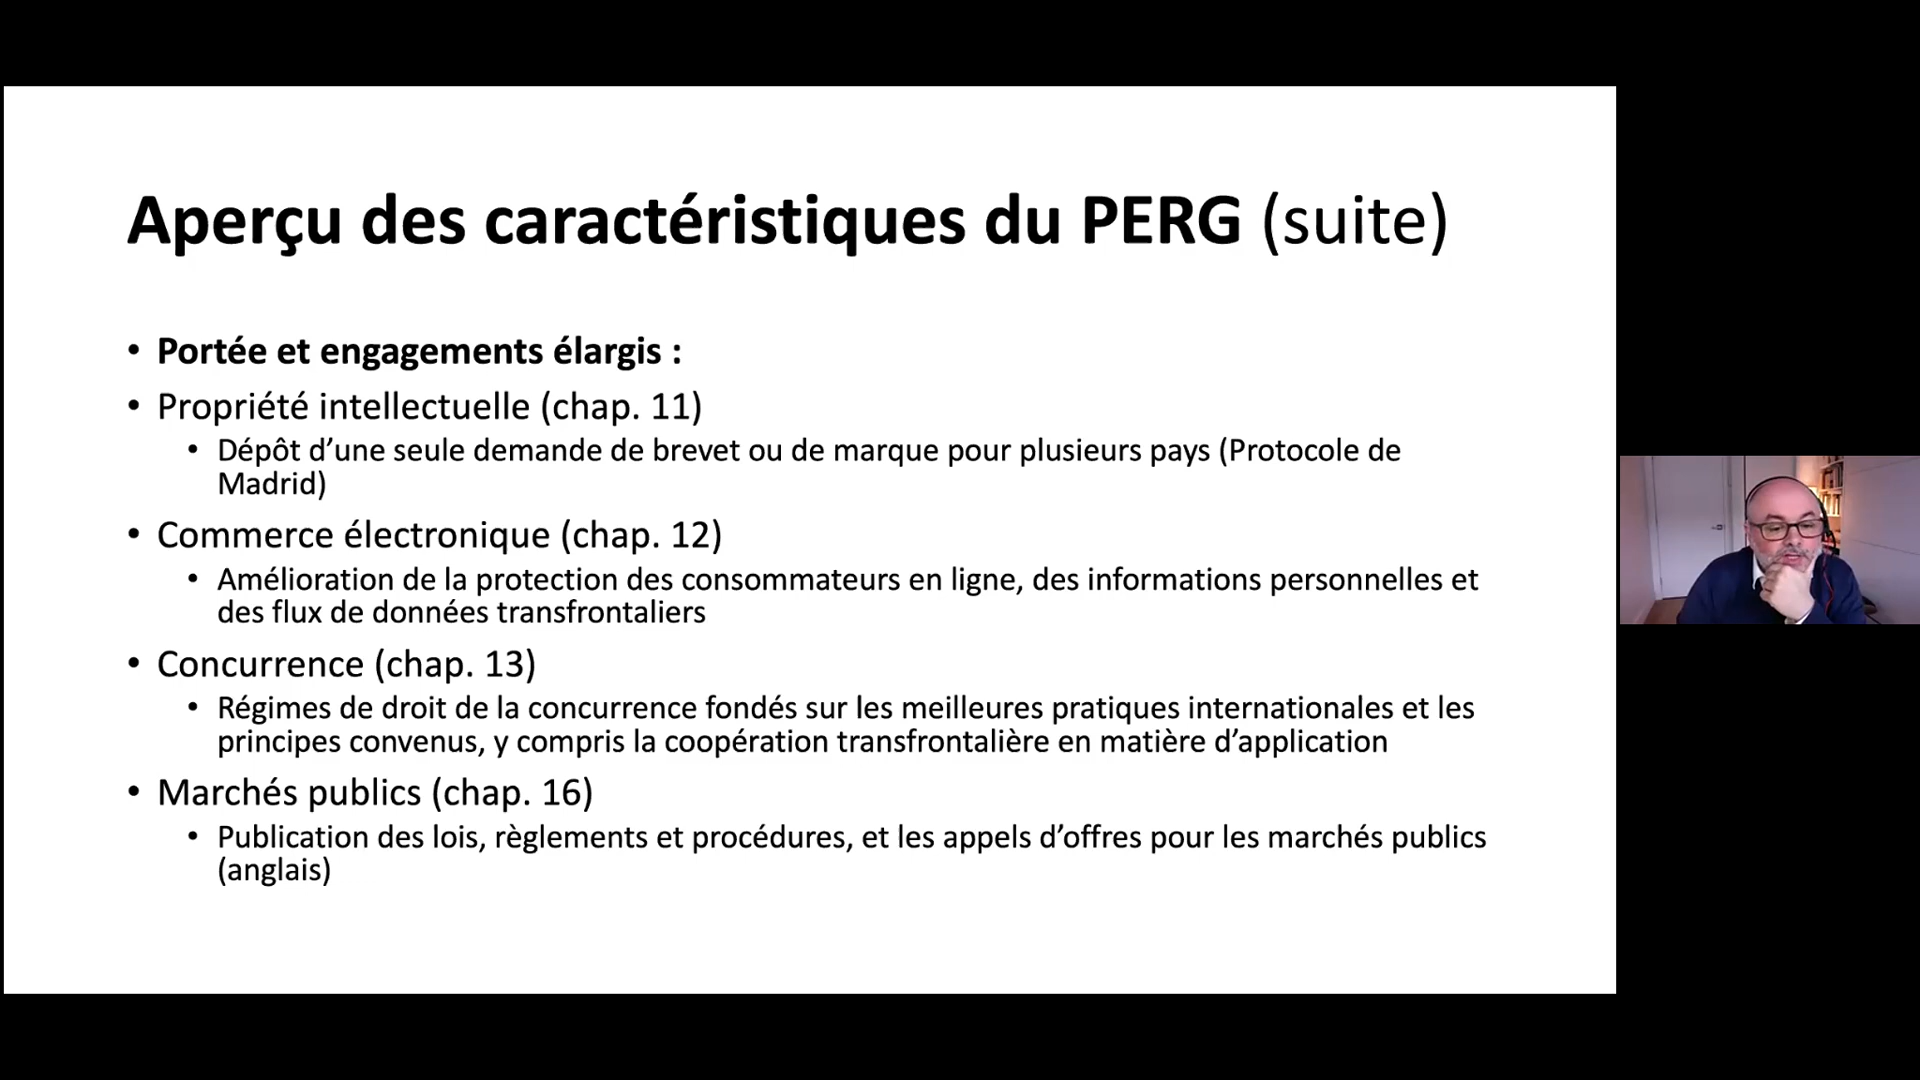 Aperçu des caractéristiques du PERG (suite)
• Portée et engagements élargis :
• Propriété intellectuelle (chap. 11)
• Dépôt d’une seule demande de brevet ou de marque pour plusieurs pays (Protocole de
Madrid)
• Commerce électronique (chap. 12)
• Amélioration de la protection des consommateurs en ligne, des informations personnelles et
des flux de données transfrontaliers
• Concurrence (chap. 13)
• Régimes de droit de la concurrence fondés sur les meilleures pratiques internationales et les
principes convenus, y compris la coopération transfrontalière en matière d’application
• Marchés publics (chap. 16)
• Publication des lois, règlements et procédures, et les appels d’offres pour les marchés publics
(anglais)